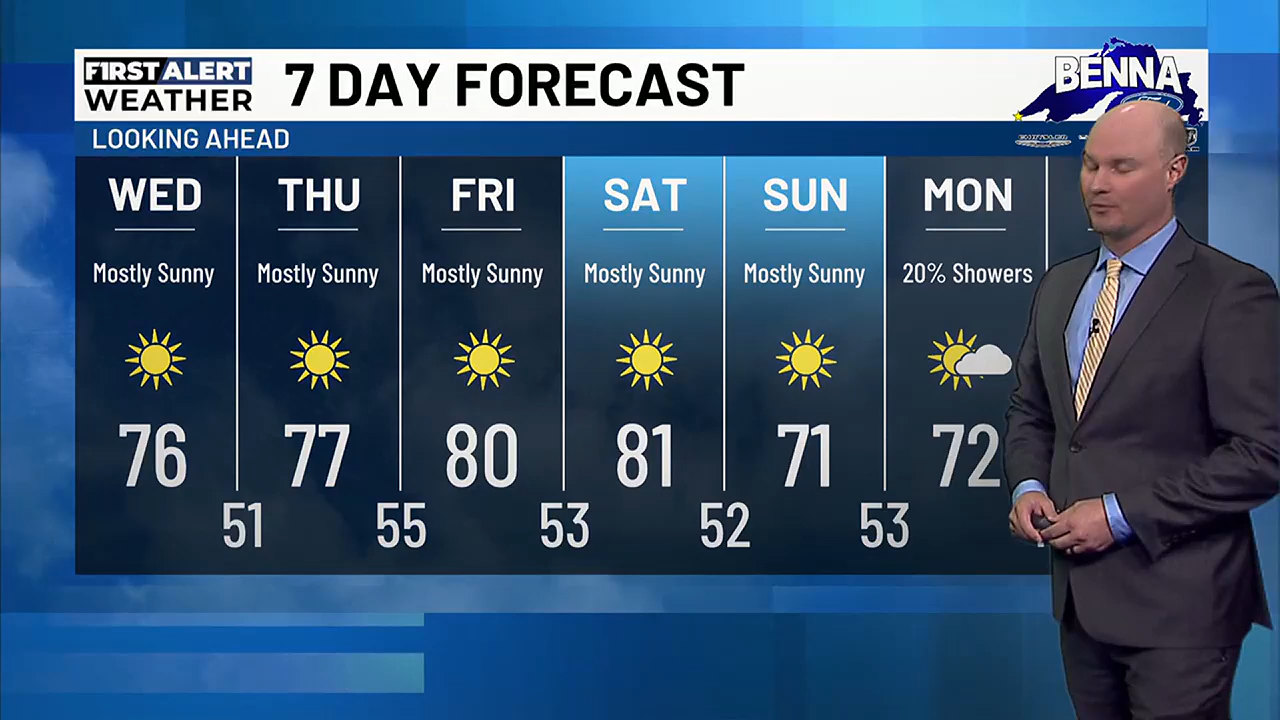 FIRST ALERT
WEATHER
7 DAY FORECAST
BENNA
Ford
LOOKING AHEAD
WED THU FRI SAT SUN MON
Mostly Sunny Mostly Sunny Mostly Sunny Mostly Sunny Mostly Sunny 20% Showers
76 77 80 81 71 72
51 55 53 52 53